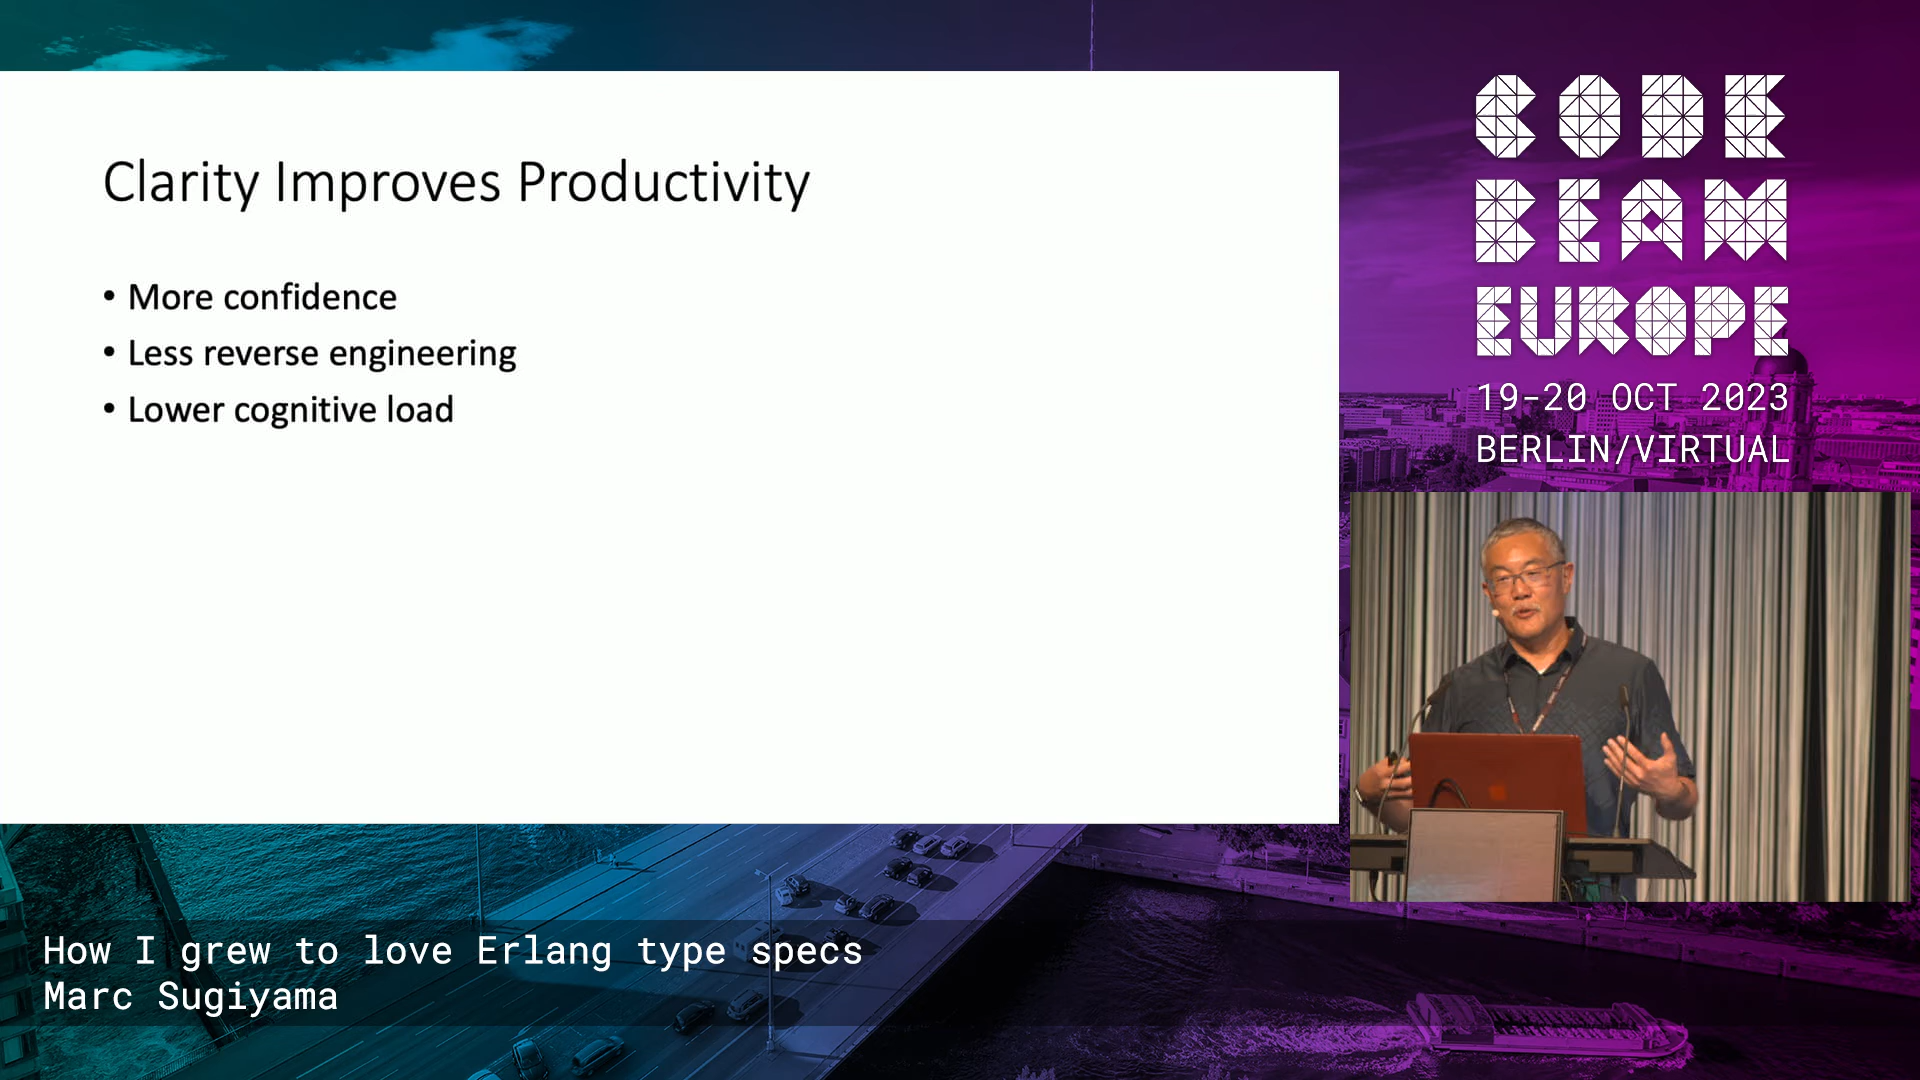 Clarity Improves Productivity
• More confidence
• Less reverse engineering
• Lower cognitive load
CODE
BEAM
EUROPE
19-20 OCT 2023
BERLIN/VIRTUAL
How I grew to love Erlang type specs
Marc Sugiyama